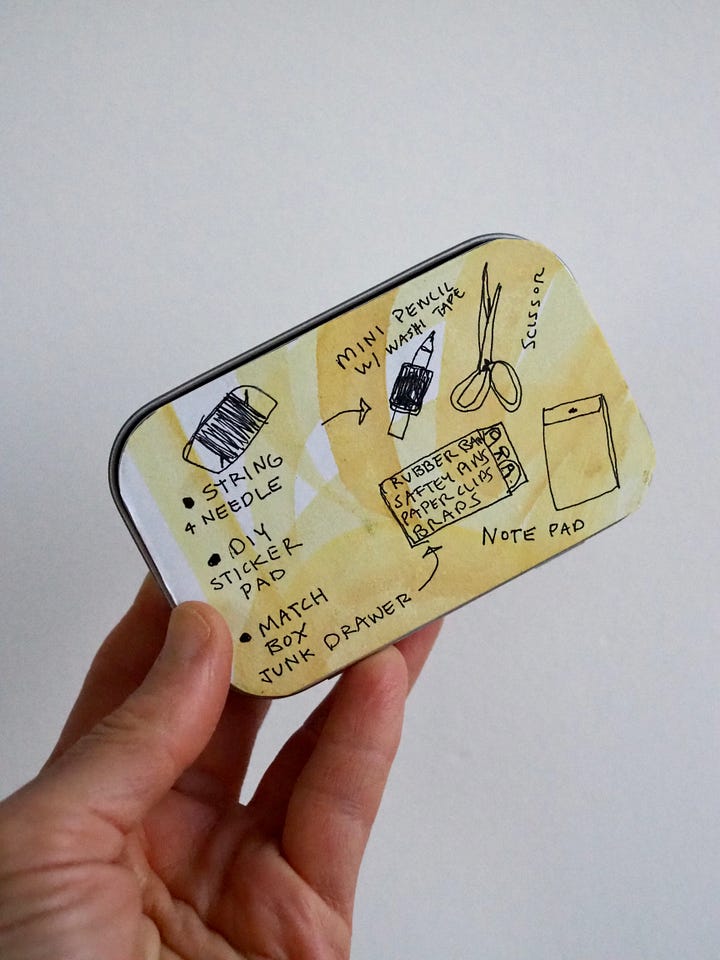 MINI PENCIL
W/ WASHI TAPE
SCISSOR
• STRING
+ NEEDLE
• DIY
STICKER
PAD
• MATCH
BOX
JUNK DRAWER
RUBBER BAN
SAFTEY PINS
PAPER CLIPS
BRADS
NOTE PAD